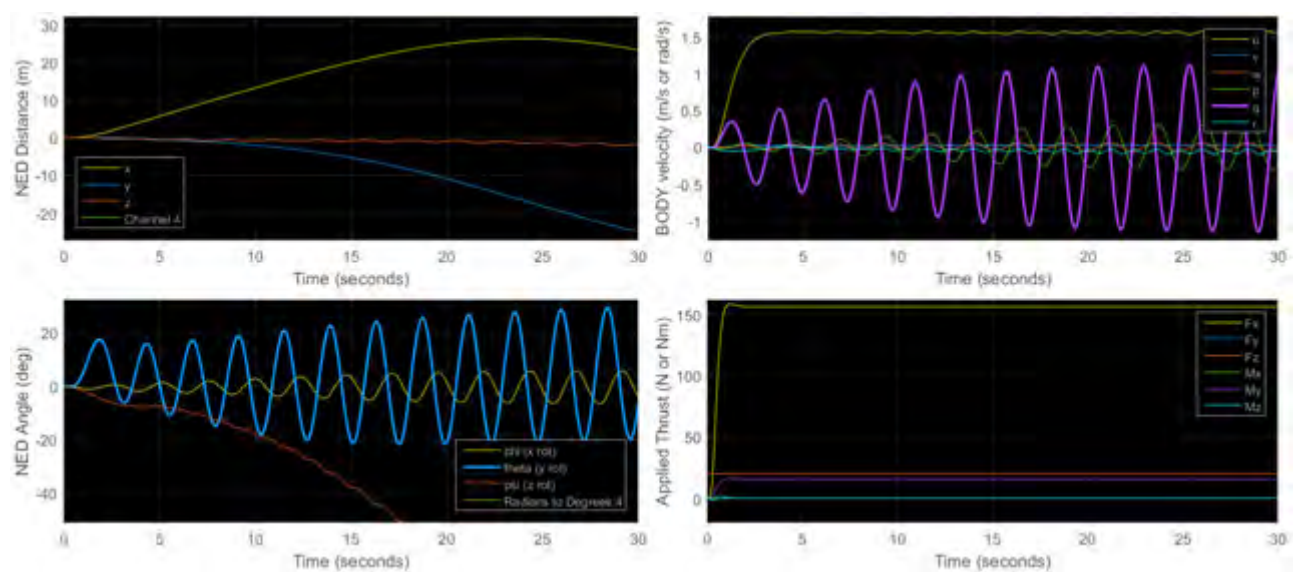 NED Distance (m)
30
20
10
0
-10
-20
x
y
z
Channel 4
0 5 10 15 20 25 30
Time (seconds)
BODY velocity (m/s or rad/s)
1.5
1
0.5
0
-0.5
-1
u
v
w
p
q
r
0 5 10 15 20 25 30
Time (seconds)
NED Angle (deg)
20
0
-20
-40
phi (x rot)
theta (y rot)
psi (z rot)
Radians to Degrees 4
0 5 10 15 20 25 30
Time (seconds)
Applied Thrust (N or Nm)
150
100
50
0
Fx
Fy
Fz
Mx
My
Mz
0 5 10 15 20 25 30
Time (seconds)